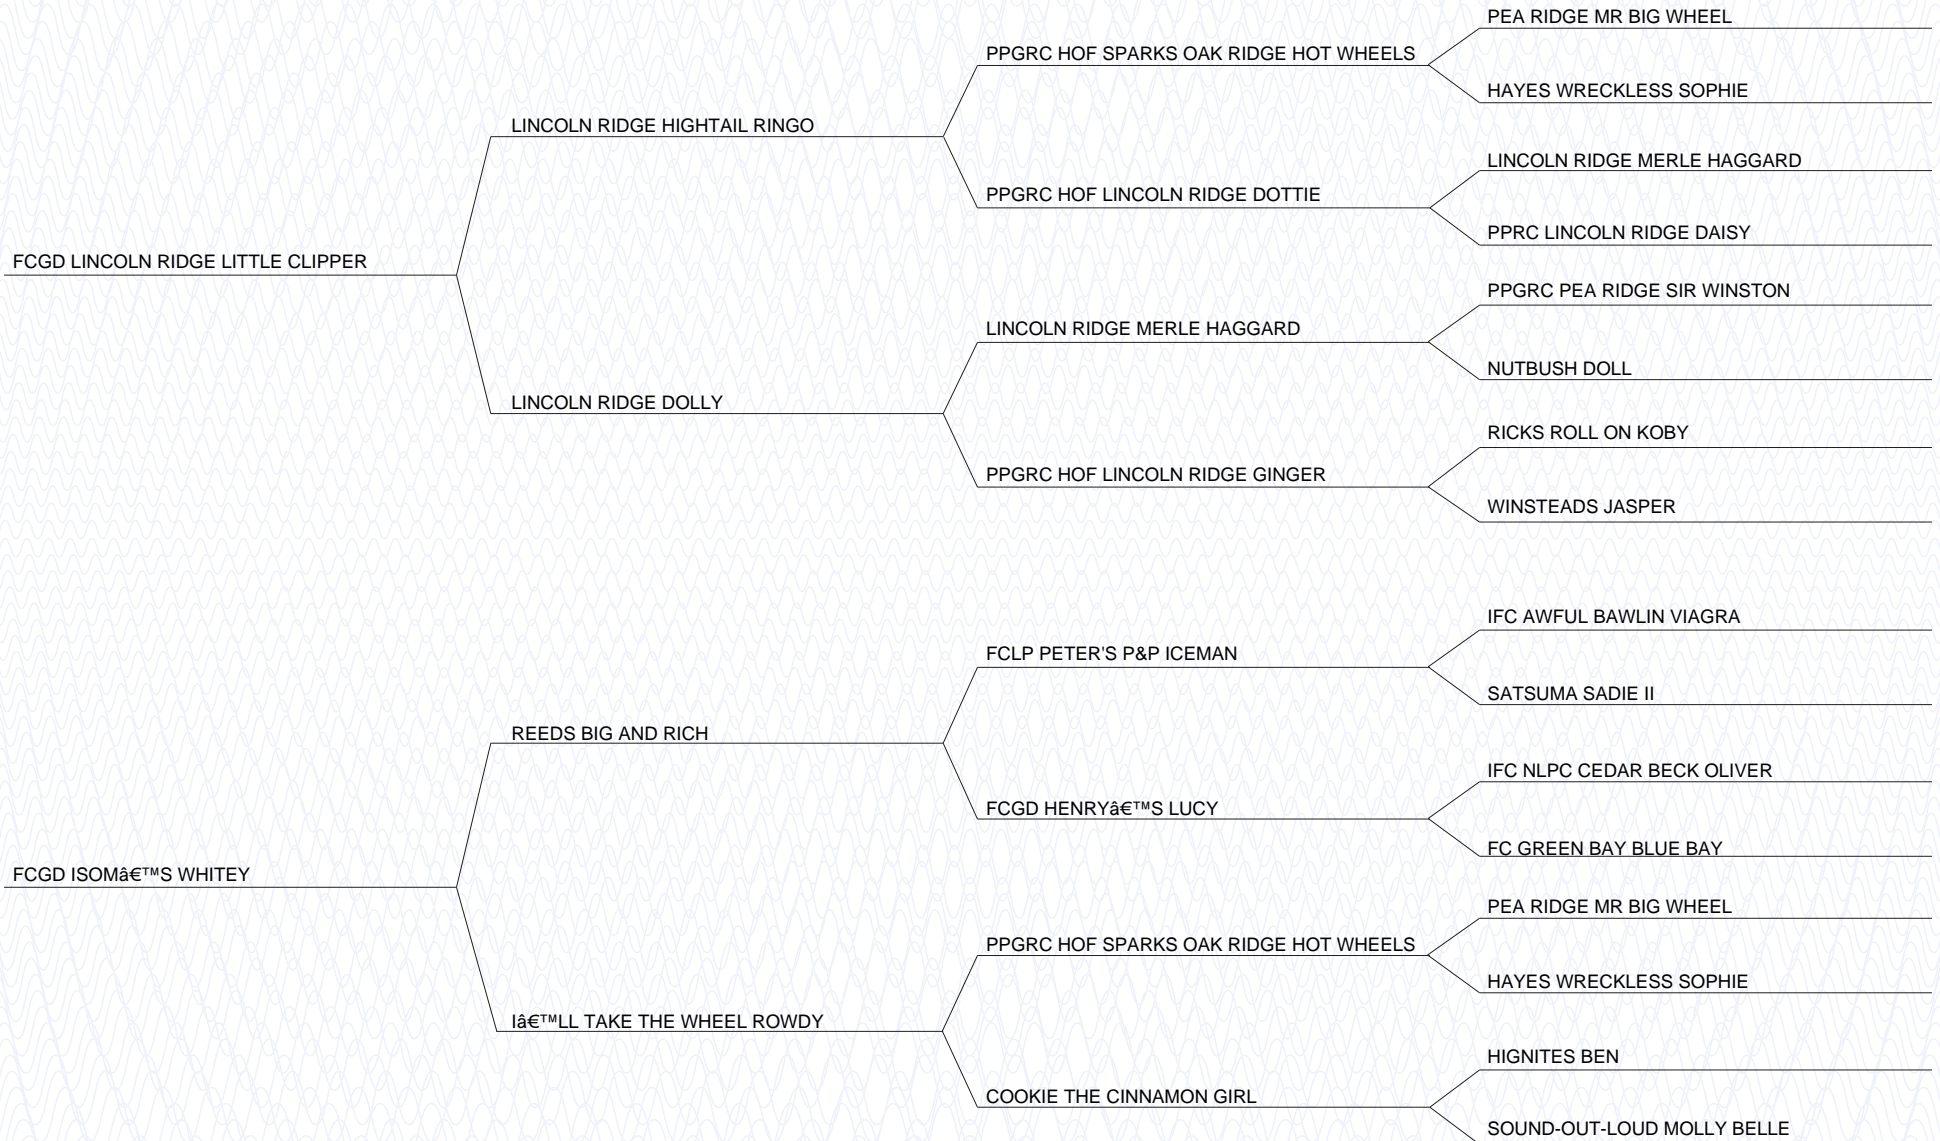 PEA RIDGE MR BIG WHEEL
PPGRC HOF SPARKS OAK RIDGE HOT WHEELS
HAYES WRECKLESS SOPHIE
LINCOLN RIDGE HIGHTAIL RINGO
LINCOLN RIDGE MERLE HAGGARD
PPGRC HOF LINCOLN RIDGE DOTTIE
PPRC LINCOLN RIDGE DAISY
FCGD LINCOLN RIDGE LITTLE CLIPPER
PPGRC PEA RIDGE SIR WINSTON
LINCOLN RIDGE MERLE HAGGARD
NUTBUSH DOLL
LINCOLN RIDGE DOLLY
RICKS ROLL ON KOBY
PPGRC HOF LINCOLN RIDGE GINGER
WINSTEADS JASPER
IFC AWFUL BAWLIN VIAGRA
FCLP PETER'S P&P ICEMAN
SATSUMA SADIE II
REEDS BIG AND RICH
IFC NLPC CEDAR BECK OLIVER
FCGD HENRYâ€™S LUCY
FC GREEN BAY BLUE BAY
FCGD ISOMâ€™S WHITEY
PEA RIDGE MR BIG WHEEL
PPGRC HOF SPARKS OAK RIDGE HOT WHEELS
HAYES WRECKLESS SOPHIE
Iâ€™LL TAKE THE WHEEL ROWDY
HIGNITES BEN
COOKIE THE CINNAMON GIRL
SOUND-OUT-LOUD MOLLY BELLE